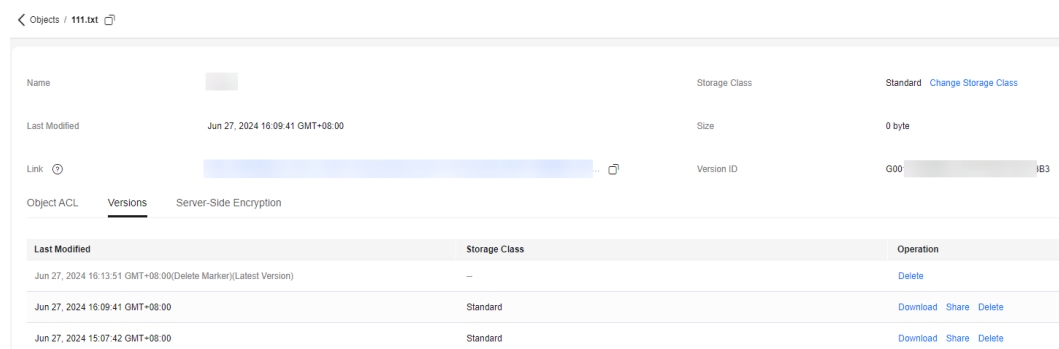 Objects / 111.txt
Name Storage Class Standard Change Storage Class
Last Modified Jun 27, 2024 16:09:41 GMT+08:00 Size 0 byte
Link ... Version ID G00 IB3
Object ACL Versions Server-Side Encryption
Last Modified Storage Class Operation
Jun 27, 2024 16:13:51 GMT+08:00(Delete Marker)(Latest Version) -- Delete
Jun 27, 2024 16:09:41 GMT+08:00 Standard Download Share Delete
Jun 27, 2024 15:07:42 GMT+08:00 Standard Download Share Delete